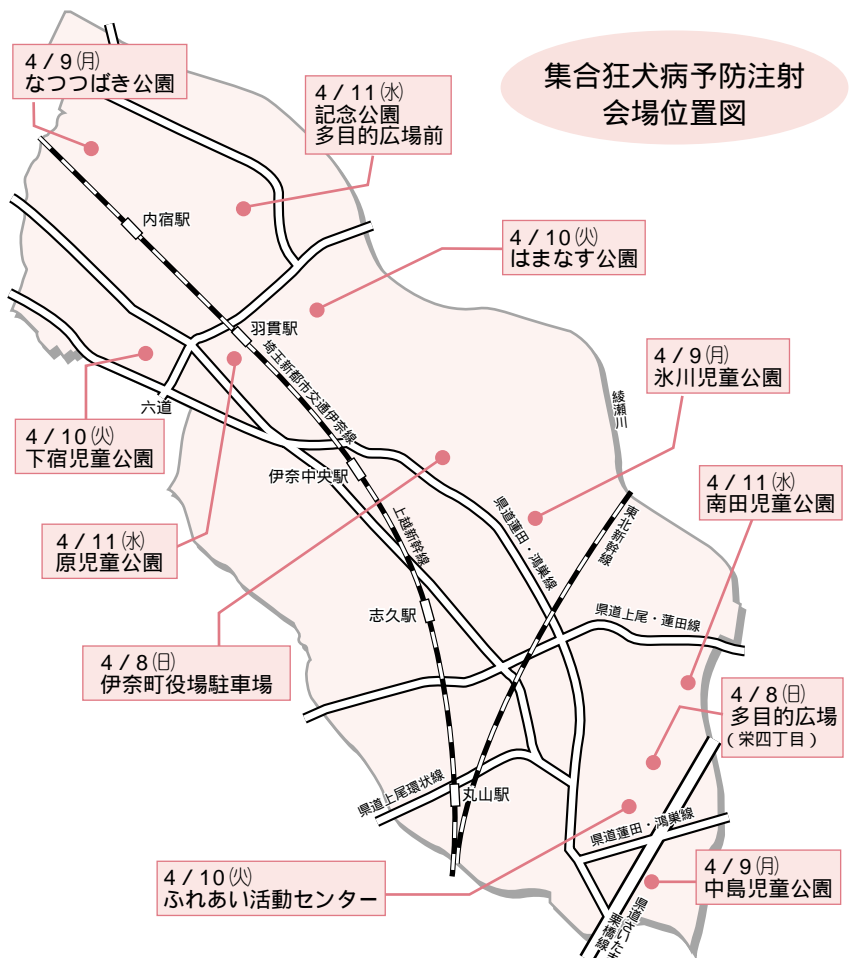 集合狂犬病予防注射
会場位置図
4/9㈪
なつつばき公園
4/11㈬
記念公園
多目的広場前
4/10㈫
はまなす公園
4/9㈪
氷川児童公園
4/11㈬
南田児童公園
4/10㈫
下宿児童公園
4/11㈬
原児童公園
4/8㈰
伊奈町役場駐車場
4/8㈰
多目的広場
(栄四丁目)
4/10㈫
ふれあい活動センター
4/9㈪
中島児童公園
内宿駅
羽貫駅
埼玉新都市交通伊奈線
六道
伊奈中央駅
上越新幹線
志久駅
丸山駅
綾瀬川
東北新幹線
県道蓮田・鴻巣線
県道上尾・蓮田線
県道上尾環状線
県道蓮田・鴻巣線
県道さいたま
栗橋線